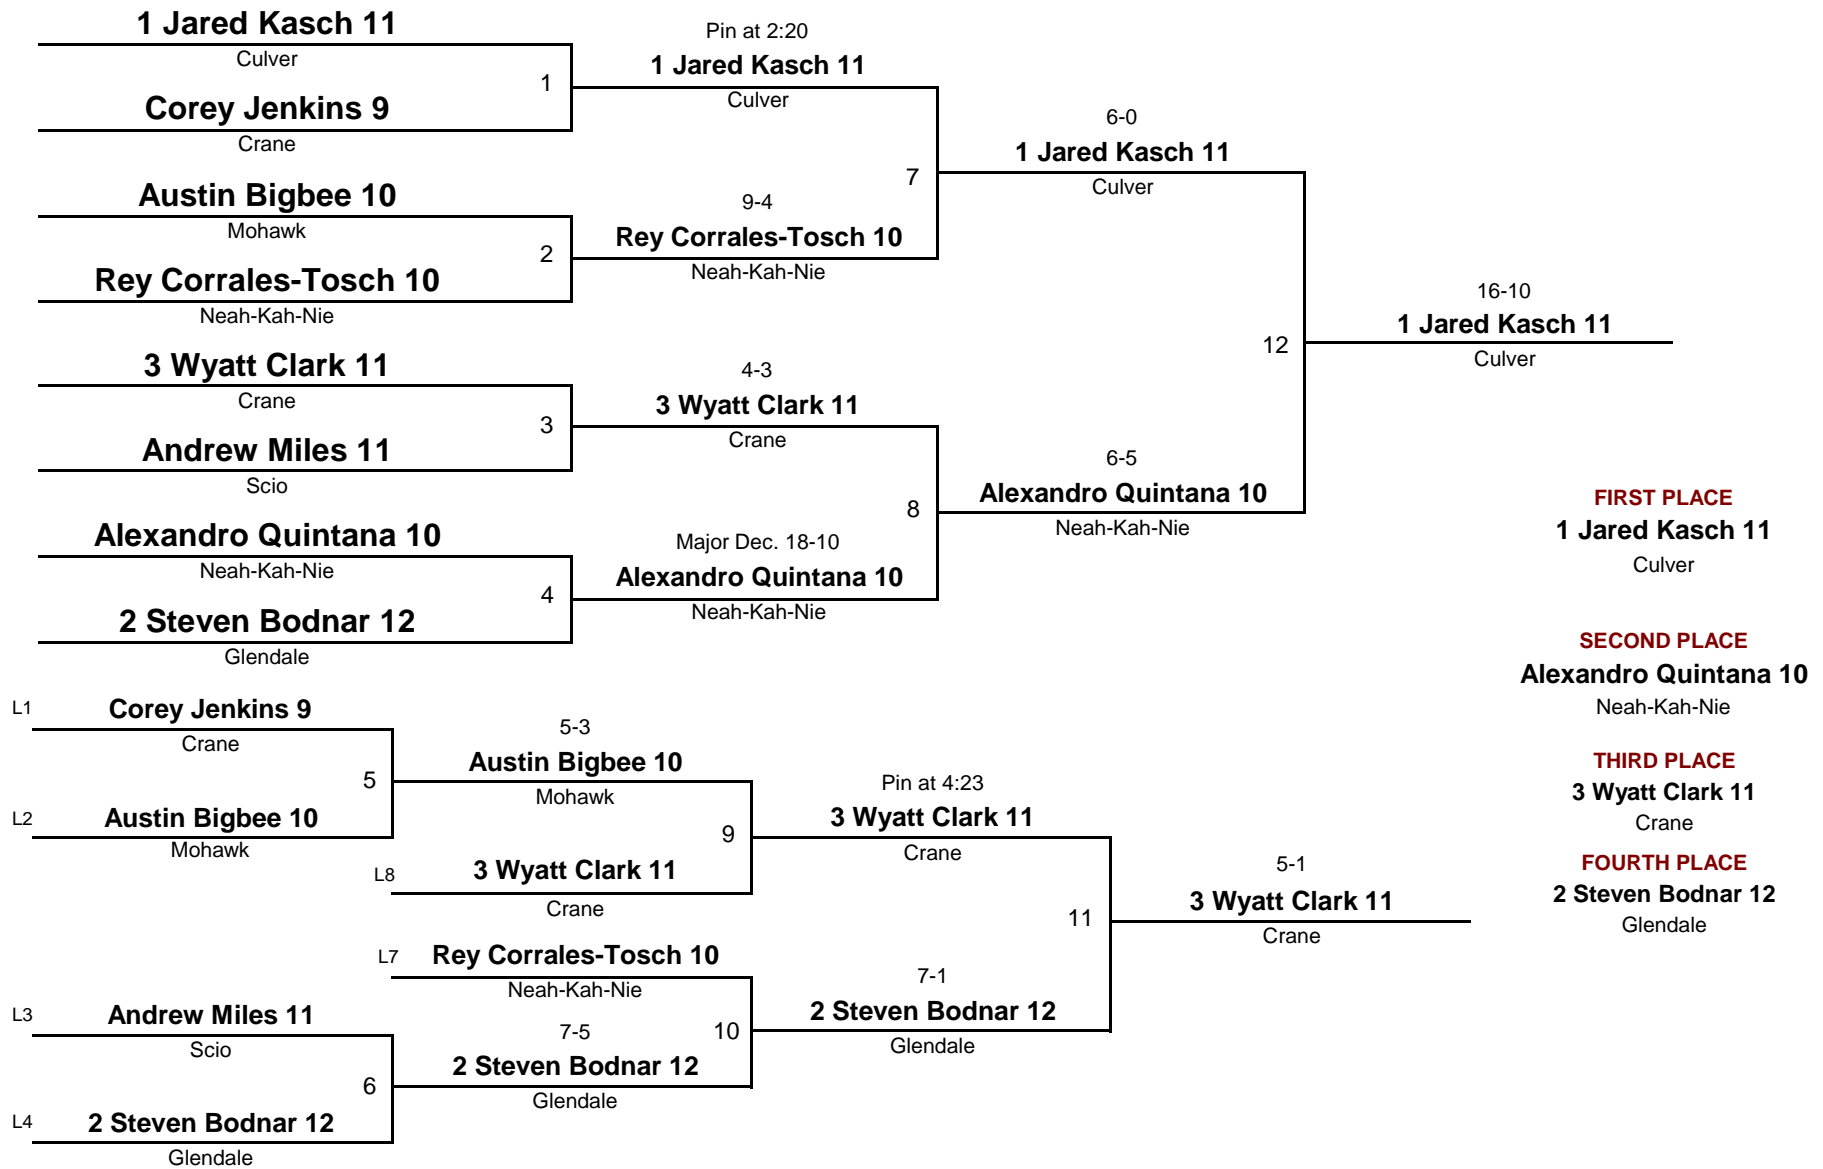 1 Jared Kasch 11
Culver
1
Corey Jenkins 9
Crane
Austin Bigbee 10
Mohawk
2
Rey Corrales-Tosch 10
Neah-Kah-Nie
3 Wyatt Clark 11
Crane
3
Andrew Miles 11
Scio
Alexandro Quintana 10
Neah-Kah-Nie
4
2 Steven Bodnar 12
Glendale
Pin at 2:20
1 Jared Kasch 11
Culver
7
9-4
Rey Corrales-Tosch 10
Neah-Kah-Nie
4-3
3 Wyatt Clark 11
Crane
8
Major Dec. 18-10
Alexandro Quintana 10
Neah-Kah-Nie
6-0
1 Jared Kasch 11
Culver
12
6-5
Alexandro Quintana 10
Neah-Kah-Nie
16-10
1 Jared Kasch 11
Culver
FIRST PLACE
1 Jared Kasch 11
Culver
SECOND PLACE
Alexandro Quintana 10
Neah-Kah-Nie
THIRD PLACE
3 Wyatt Clark 11
Crane
FOURTH PLACE
2 Steven Bodnar 12
Glendale
L1 Corey Jenkins 9
Crane
5
L2 Austin Bigbee 10
Mohawk
5-3
Austin Bigbee 10
Mohawk
9
L8 3 Wyatt Clark 11
Crane
L7 Rey Corrales-Tosch 10
Neah-Kah-Nie
10
7-5
2 Steven Bodnar 12
Glendale
L3 Andrew Miles 11
Scio
6
L4 2 Steven Bodnar 12
Glendale
Pin at 4:23
3 Wyatt Clark 11
Crane
11
7-1
2 Steven Bodnar 12
Glendale
5-1
3 Wyatt Clark 11
Crane